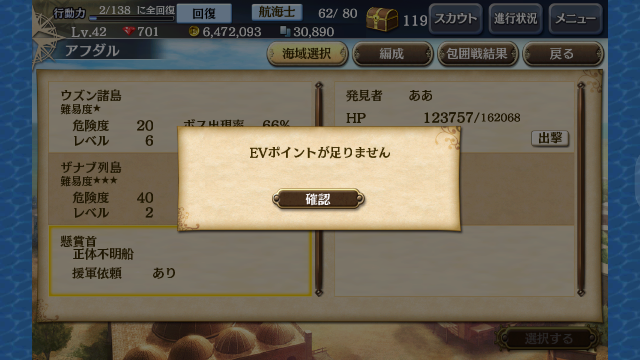 行動力 2/138 に全回復 回復 航海士 62/ 80 119 スカウト 進行状況 メニュー
Lv.42 701 6,472,093 30,890
アフダル 海域選択 編成 包囲戦結果 戻る
ウズン諸島
難易度★
危険度 20 ボス出現率 66%
レベル 6
ザナブ列島
難易度★★★
危険度 40
レベル 2
懸賞首
正体不明船
援軍依頼 あり
発見者 ああ
HP 123757/162068
出撃
EVポイントが足りません
確認
選択する